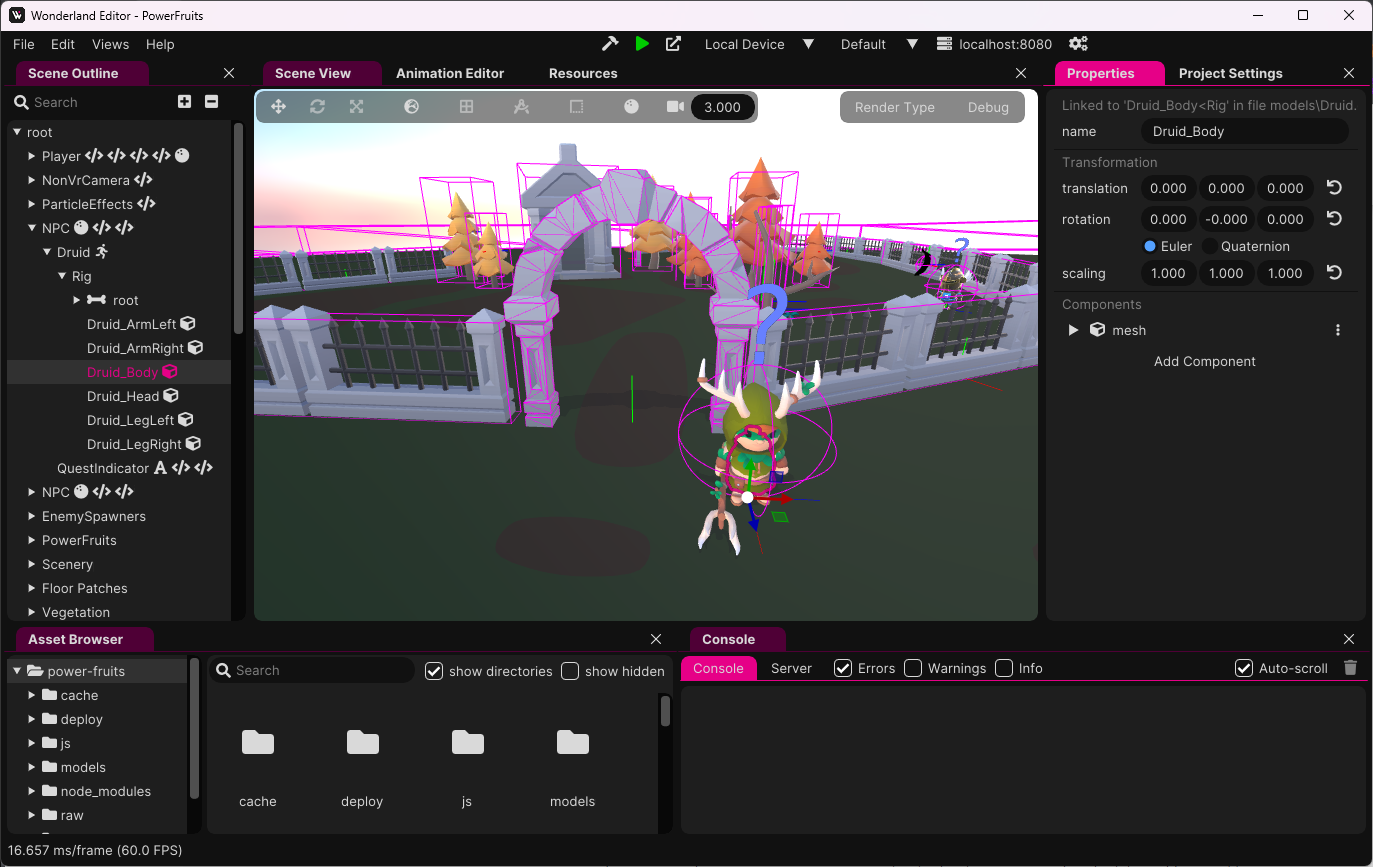 Wonderland Editor - PowerFruits
File Edit Views Help
Local Device Default localhost:8080
Scene Outline
Search
root
Player
NonVrCamera
ParticleEffects
NPC
Druid
Rig
root
Druid_ArmLeft
Druid_ArmRight
Druid_Body
Druid_Head
Druid_LegLeft
Druid_LegRight
QuestIndicator
NPC
EnemySpawners
PowerFruits
Scenery
Floor Patches
Vegetation
Scene View Animation Editor Resources
3.000 Render Type Debug
?
?
Properties Project Settings
Linked to 'Druid_Body<Rig' in file models\Druid.
name Druid_Body
Transformation
translation 0.000 0.000 0.000
rotation 0.000 -0.000 0.000
Euler Quaternion
scaling 1.000 1.000 1.000
Components
mesh
Add Component
Asset Browser
power-fruits
cache
deploy
js
models
node_modules
raw
Search show directories show hidden
cache deploy js models
Console
Console Server Errors Warnings Info Auto-scroll
16.657 ms/frame (60.0 FPS)